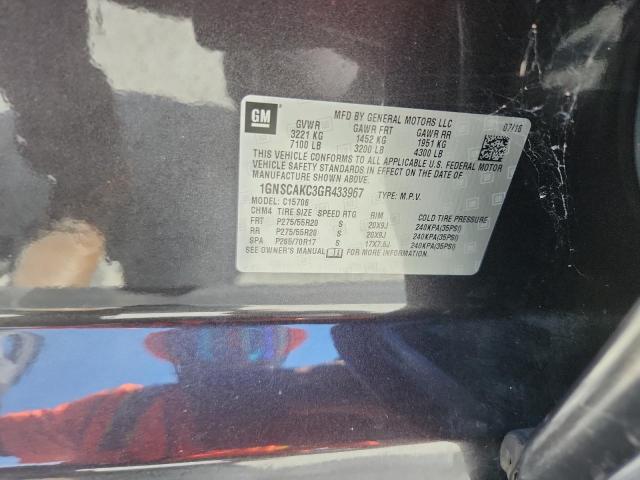 GM
MFD BY GENERAL MOTORS LLC
07/16
GVWR GAWR FRT GAWR RR
3221 KG 1452 KG 1951 KG
7100 LB 3200 LB 4300 LB
THIS VEHICLE CONFORMS TO ALL APPLICABLE U.S. FEDERAL MOTOR
VEHICLE SAFETY STANDARDS IN EFFECT ON THE DATE OF
MANUFACTURE SHOWN ABOVE.
1GNSCAKC3GR433967 TYPE: M.P.V.
MODEL: C15706
CHM4 TIRE SIZE SPEED RTG RIM COLD TIRE PRESSURE
FRT P275/55R20 S 20X9J 240KPA(35PSI)
RR P275/55R20 S 20X9J 240KPA(35PSI)
SPA P265/70R17 S 17X7.5J 240KPA(35PSI)
SEE OWNER'S MANUAL FOR MORE INFORMATION.